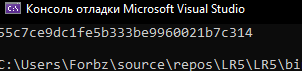 Консоль отладки Microsoft Visual Studio
55c7ce9dc1fe5b333be9960021b7c314
C:\Users\Forbz\source\repos\LR5\LR5\bi